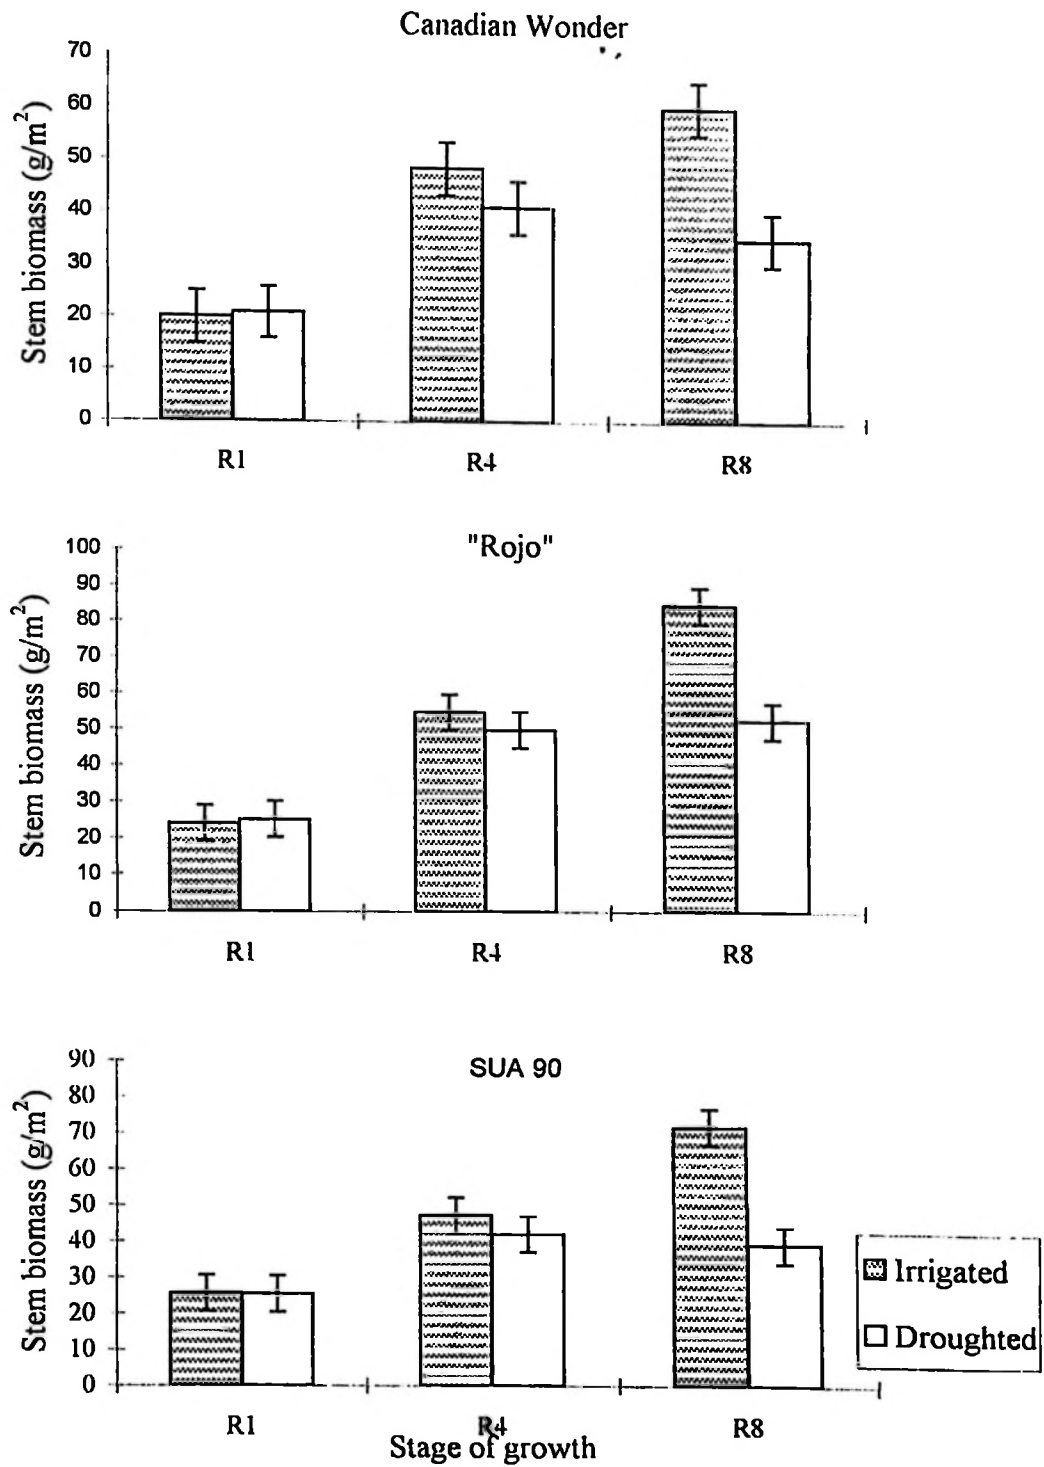 Canadian Wonder
Stem biomass (g/m²)
70
60
50
40
30
20
10
0
R1 R4 R8
"Rojo"
Stem biomass (g/m²)
100
90
80
70
60
50
40
30
20
10
0
R1 R4 R8
SUA 90
Stem biomass (g/m²)
90
80
70
60
50
40
30
20
10
0
Irrigated
Droughted
R1 R4 R8
Stage of growth